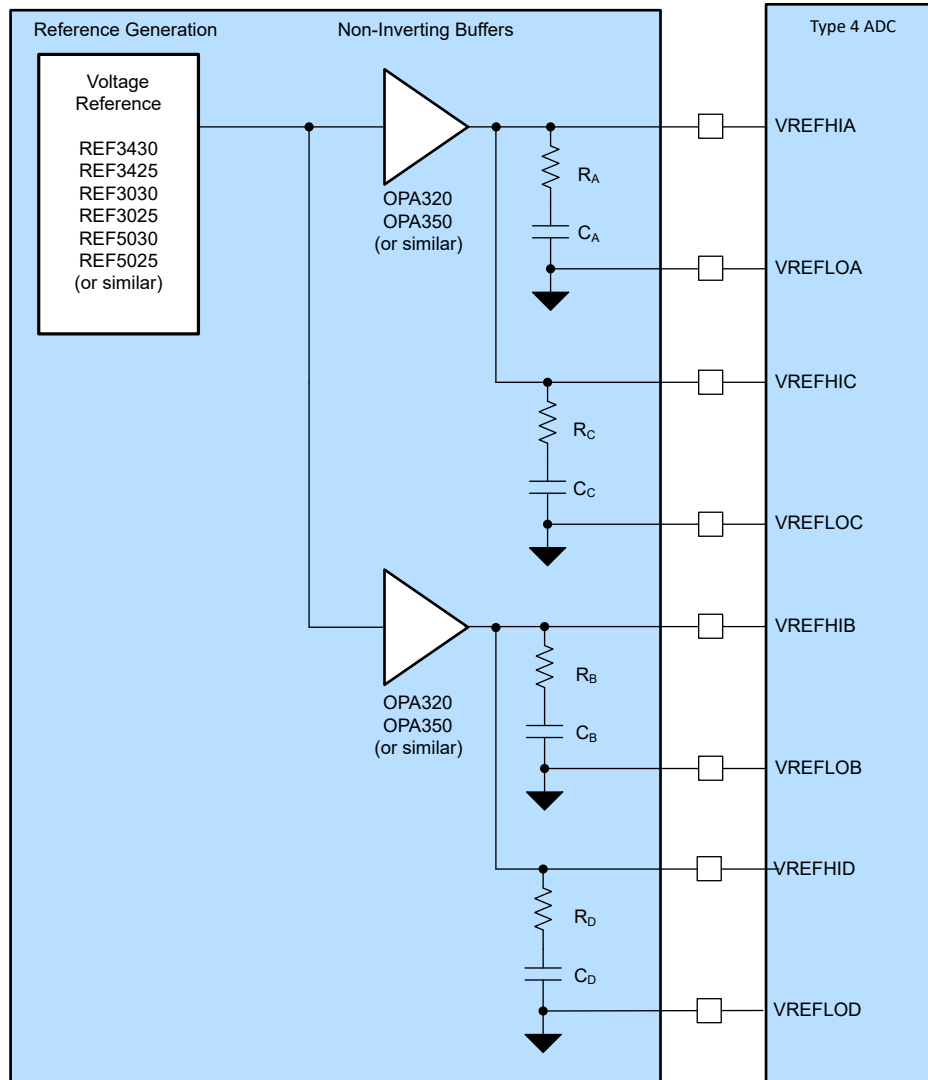 Reference Generation
Non-Inverting Buffers
Type 4 ADC
Voltage
Reference
REF3430
REF3425
REF3030
REF3025
REF5030
REF5025
(or similar)
OPA320
OPA350
(or similar)
RA
CA
VREFHIA
VREFLOA
VREFHIC
RC
CC
VREFLOC
OPA320
OPA350
(or similar)
VREFHIB
RB
CB
VREFLOB
VREFHID
RD
CD
VREFLOD